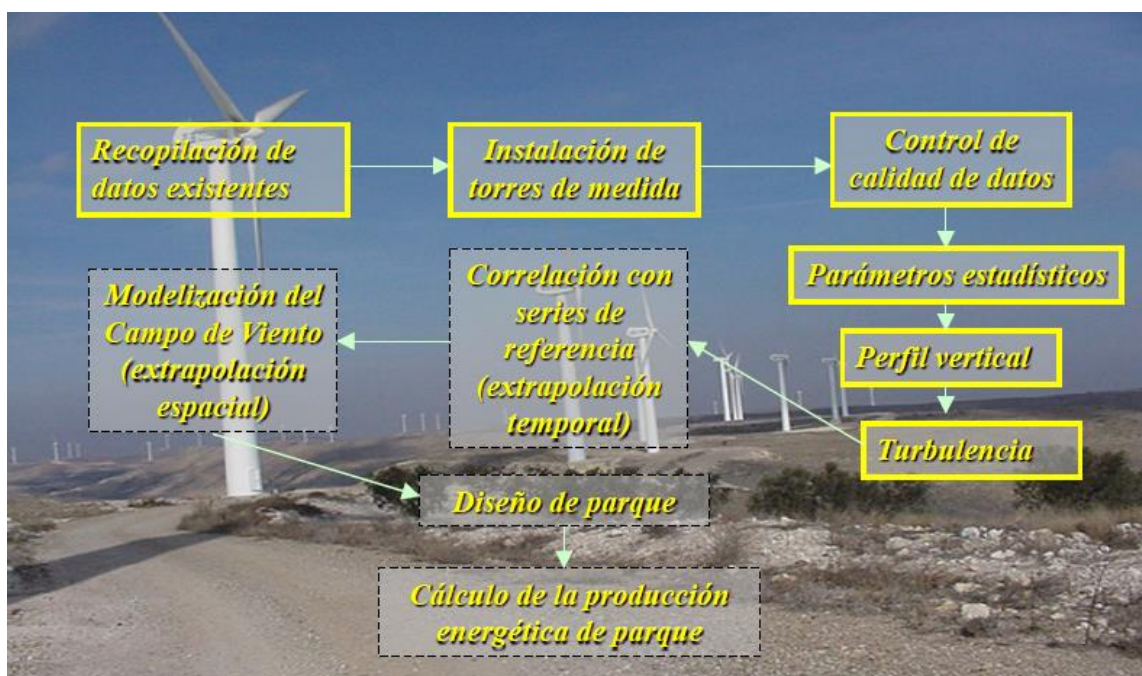 Recopilación de
datos existentes
Instalación de
torres de medida
Control de
calidad de datos
Parámetros estadísticos
Perfil vertical
Turbulencia
Correlación con
series de
referencia
(extrapolación
temporal)
Modelización del
Campo de Viento
(extrapolación
espacial)
Diseño de parque
Cálculo de la producción
energética de parque